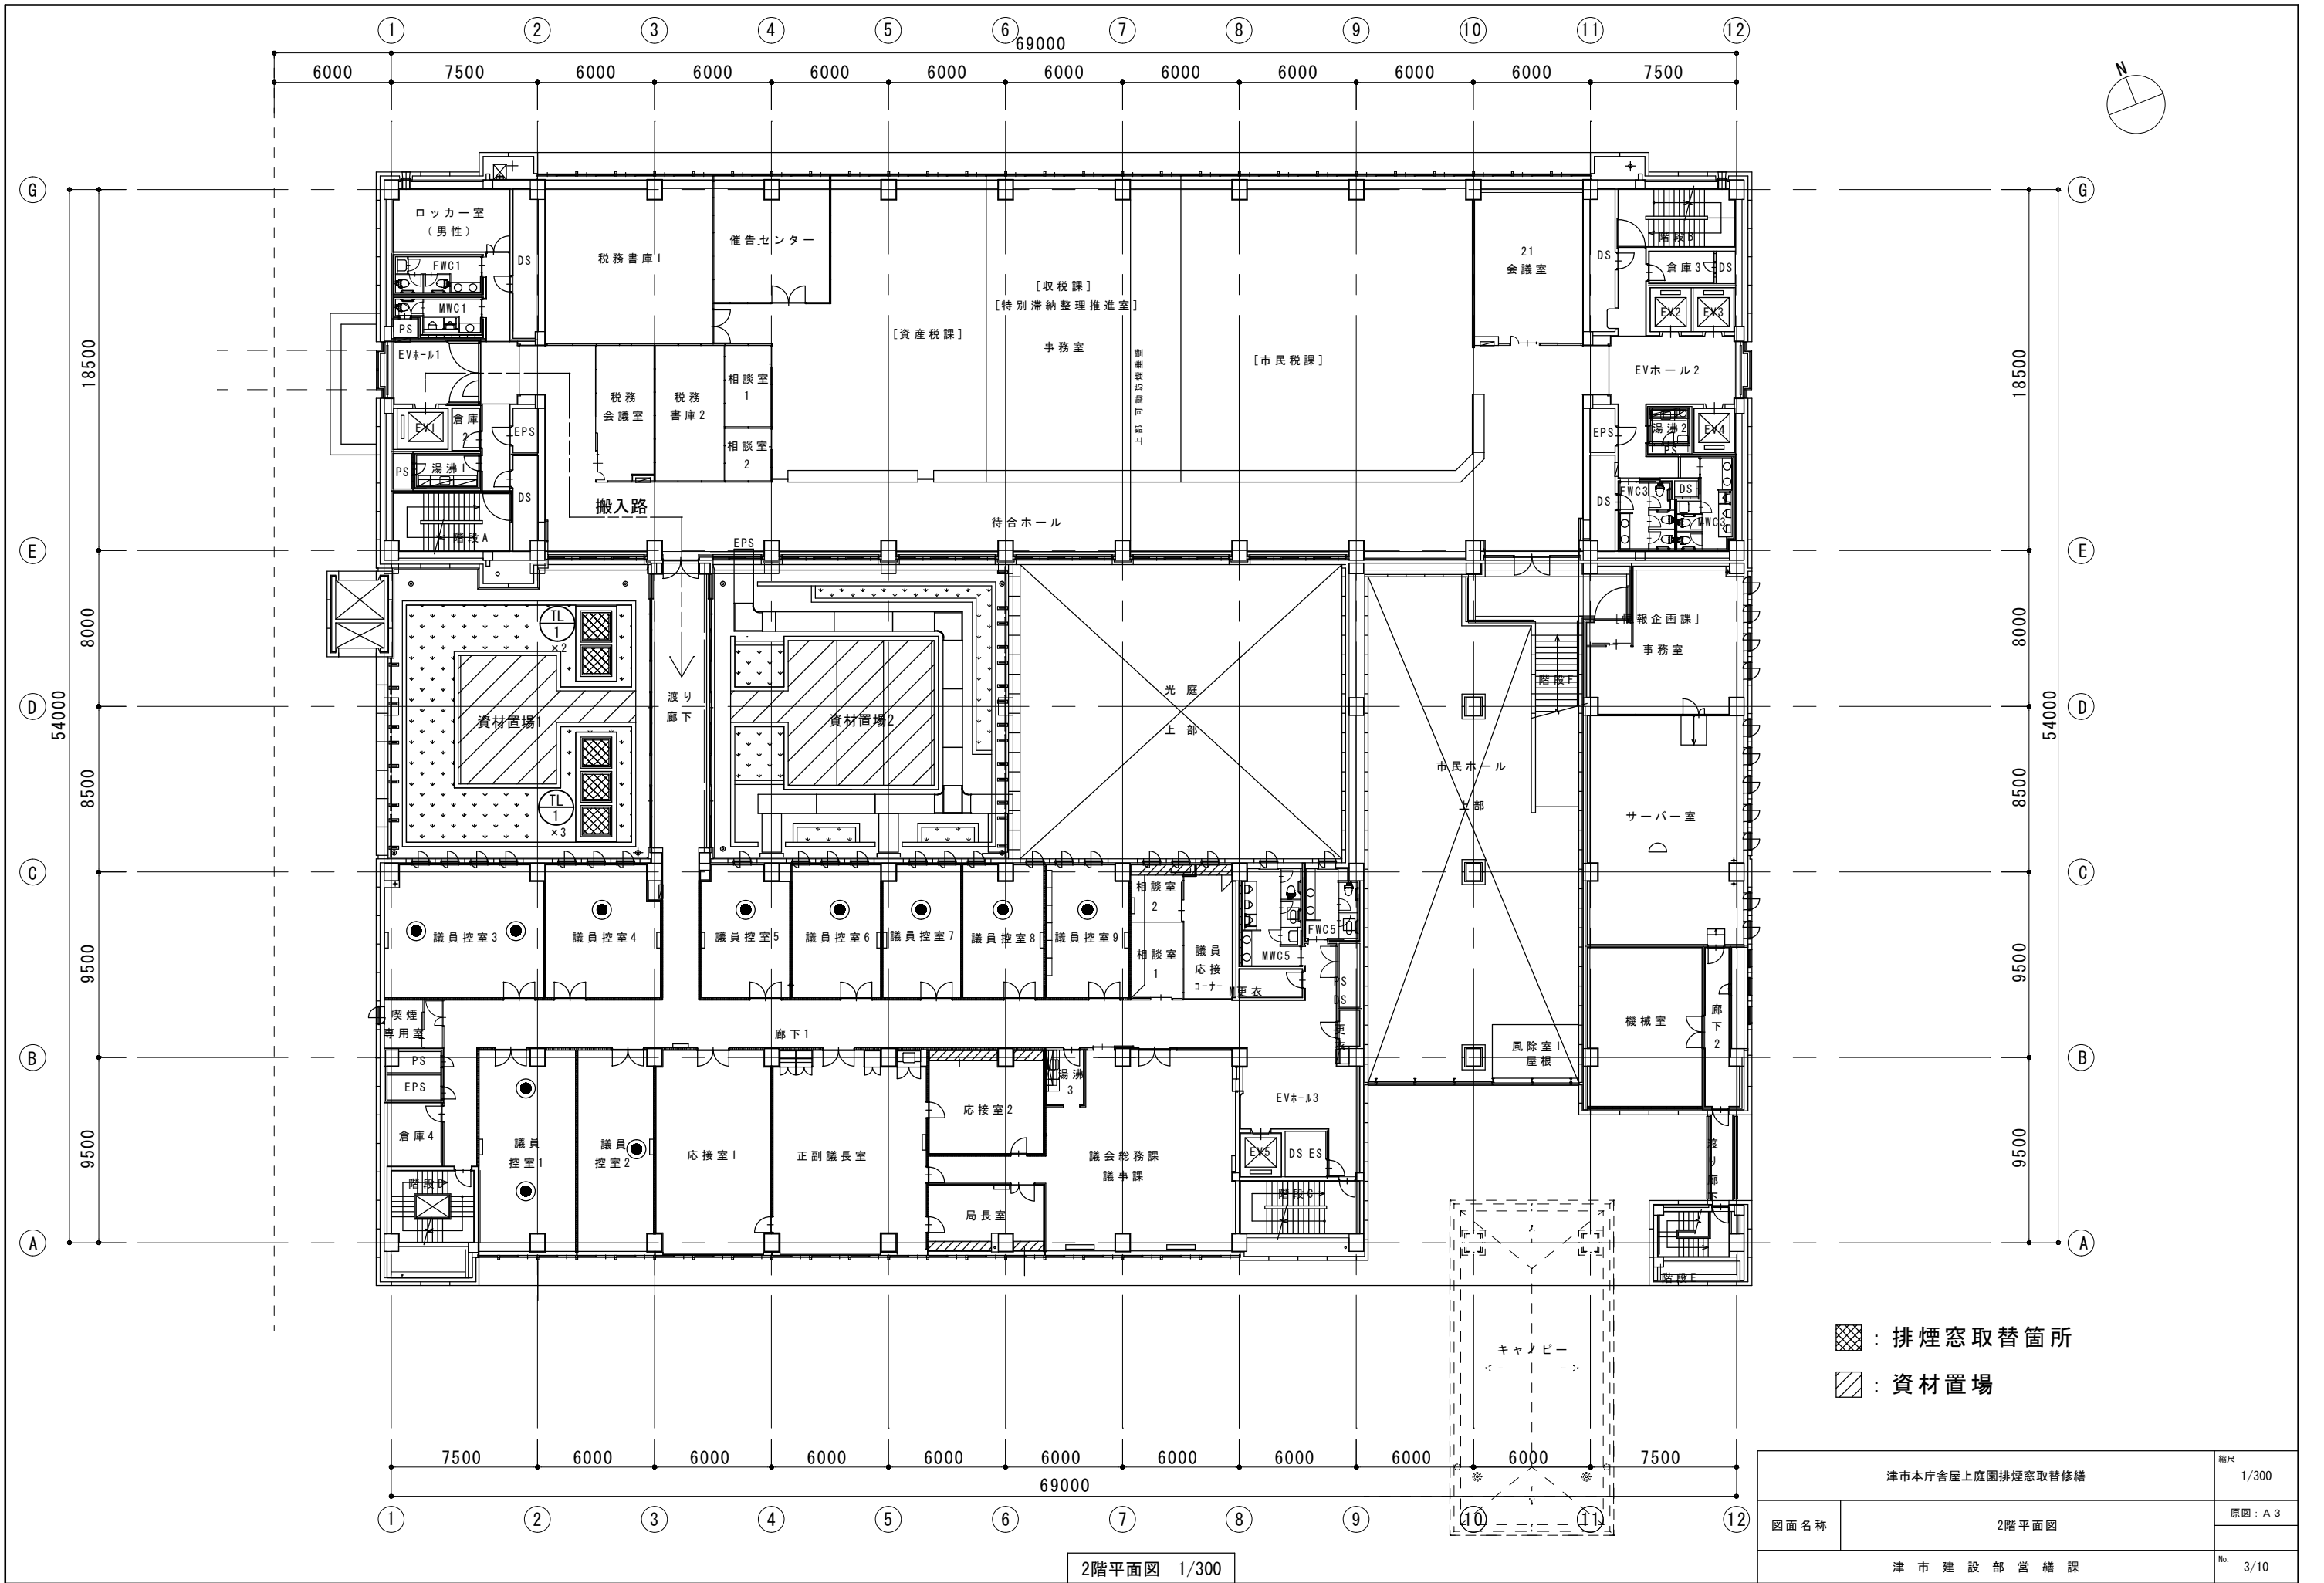 ① ② ③ ④ ⑤ ⑥ ⑦ ⑧ ⑨ ⑩ ⑪ ⑫
69000
6000 7500 6000 6000 6000 6000 6000 6000 6000 6000 6000 7500
N
G
E
D
C
B
A
18500
8000
8500
9500
9500
54000
ロッカー室
(男性)
FWC1
MWC1
PS
DS
EVホール1
EV1
倉庫
2
EPS
PS
湯沸1
DS
階段A
税務書庫1
催告センター
税務
会議室
税務
書庫2
相談室
1
相談室
2
搬入路
[資産税課]
[収税課]
[特別滞納整理推進室]
事務室
上部 可動防煙垂壁
[市民税課]
待合ホール
EPS
21
会議室
DS
階段B
倉庫3
DS
EV2
EV3
EVホール2
湯沸2
EV4
PS
EPS
DS
FWC3
DS
MWC3
TL
1
×2
資材置場1
TL
1
×3
渡り
廊下
資材置場2
光庭
上部
階段F
市民ホール
上部
[情報企画課]
事務室
サーバー室
機械室
廊
下
2
風除室1
屋根
議員控室3
議員控室4
議員控室5
議員控室6
議員控室7
議員控室8
議員控室9
相談室
2
相談室
1
議員
応接
コーナー
MWC5
FWC5
M更衣
PS
DS
喫煙
専用室
廊下1
PS
EPS
倉庫4
階段D
議員
控室1
議員
控室2
応接室1
正副議長室
応接室2
局長室
湯沸
3
議会総務課
議事課
EVホール3
EV5
DS ES
階段C
渡
り
廊
下
階段E
キャノピー
G
E
D
C
B
A
18500
8000
8500
9500
9500
54000
:排煙窓取替箇所
:資材置場
7500 6000 6000 6000 6000 6000 6000 6000 6000 6000 7500
69000
※ ※
① ② ③ ④ ⑤ ⑥ ⑦ ⑧ ⑨ ⑩ ⑪ ⑫
2階平面図 1/300
津市本庁舎屋上庭園排煙窓取替修繕
縮尺
1/300
図面名称
2階平面図
原図:A3
津市建設部営繕課
No.
3/10